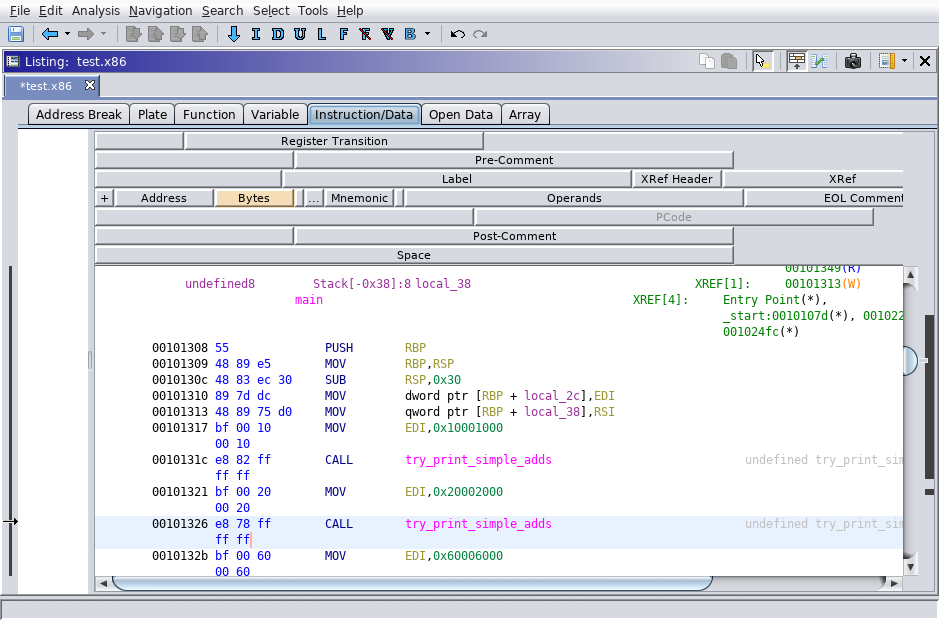 File Edit Analysis Navigation Search Select Tools Help
I D U L F R V B
Listing: test.x86
*test.x86
Address Break Plate Function Variable Instruction/Data Open Data Array
Register Transition
Pre-Comment
Label XRef Header XRef
+ Address Bytes ... Mnemonic Operands EOL Comment
PCode
Post-Comment
Space
00101349(R)
undefined8 Stack[-0x38]:8 local_38 XREF[1]: 00101313(W)
main XREF[4]: Entry Point(*),
_start:0010107d(*), 001022
001024fc(*)
00101308 55 PUSH RBP
00101309 48 89 e5 MOV RBP,RSP
0010130c 48 83 ec 30 SUB RSP,0x30
00101310 89 7d dc MOV dword ptr [RBP + local_2c],EDI
00101313 48 89 75 d0 MOV qword ptr [RBP + local_38],RSI
00101317 bf 00 10 MOV EDI,0x10001000
00 10
0010131c e8 82 ff CALL try_print_simple_adds undefined try_print_sim
ff ff
00101321 bf 00 20 MOV EDI,0x20002000
00 20
00101326 e8 78 ff CALL try_print_simple_adds undefined try_print_sim
ff ff
0010132b bf 00 60 MOV EDI,0x60006000
00 60